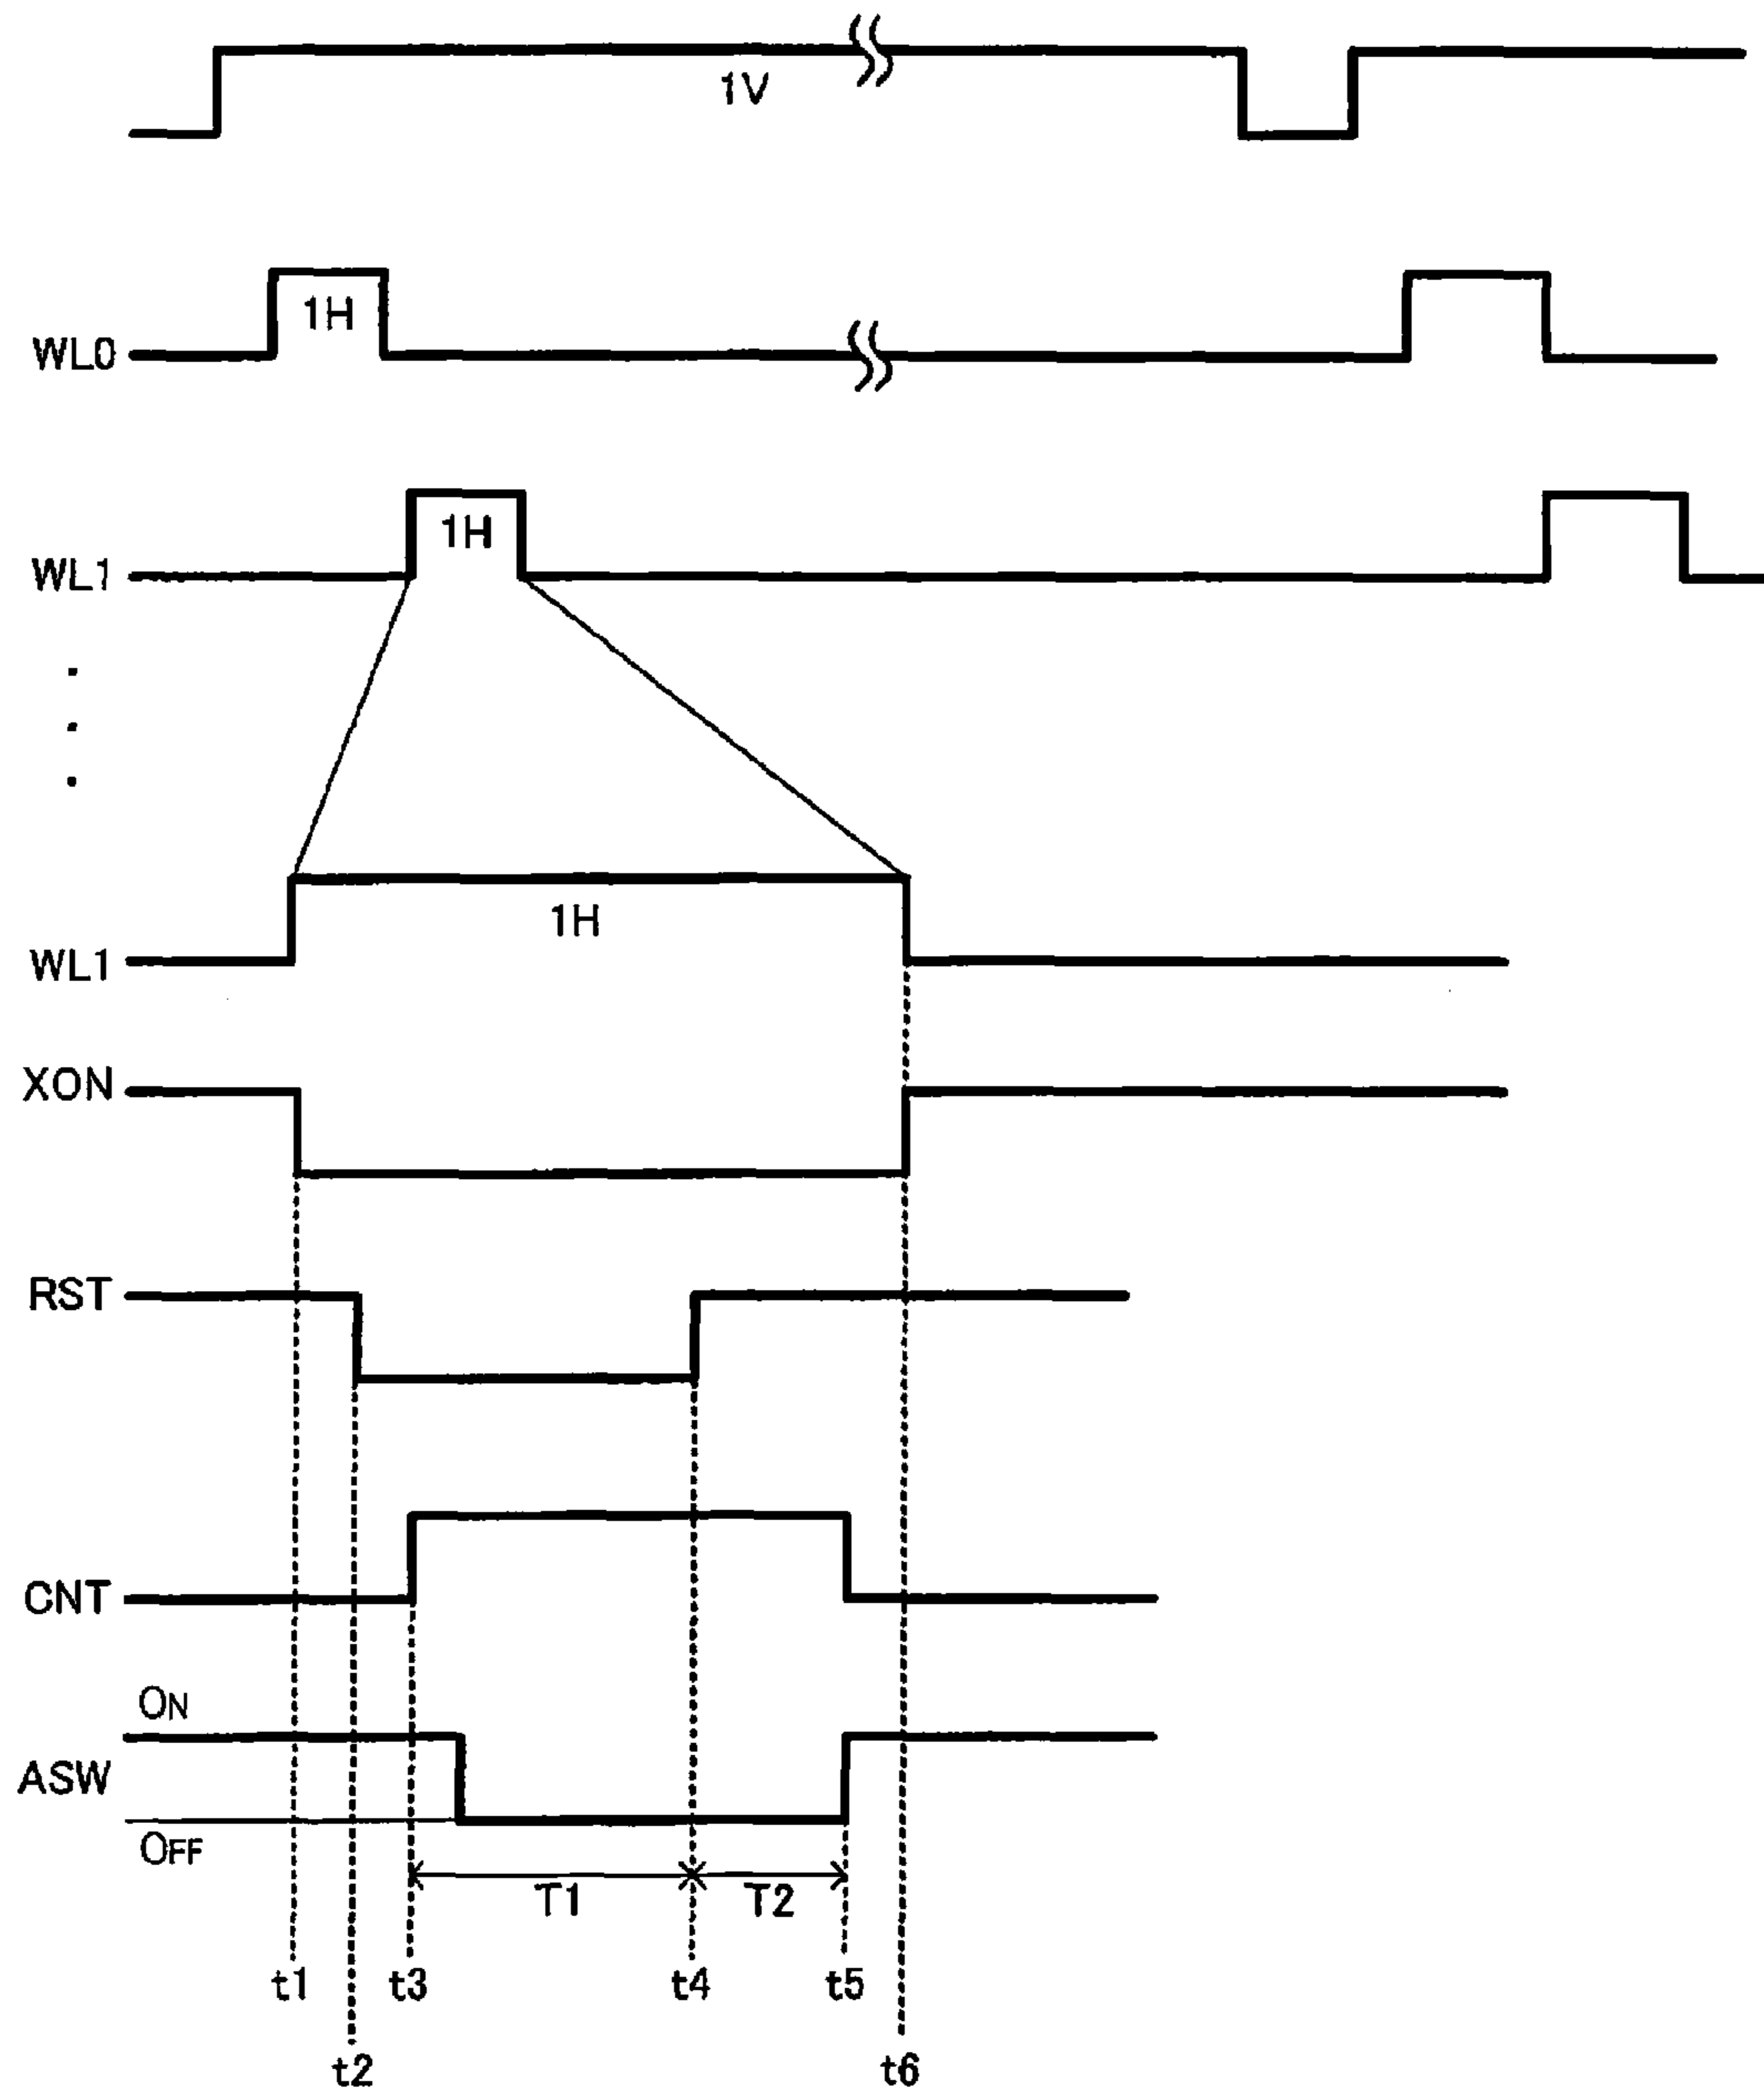 1V
1H
WL0
1H
WL1
1H
WL1
XON
RST
CNT
ON
ASW
OFF
T1 T2
t1 t3 t4 t5
t2 t6